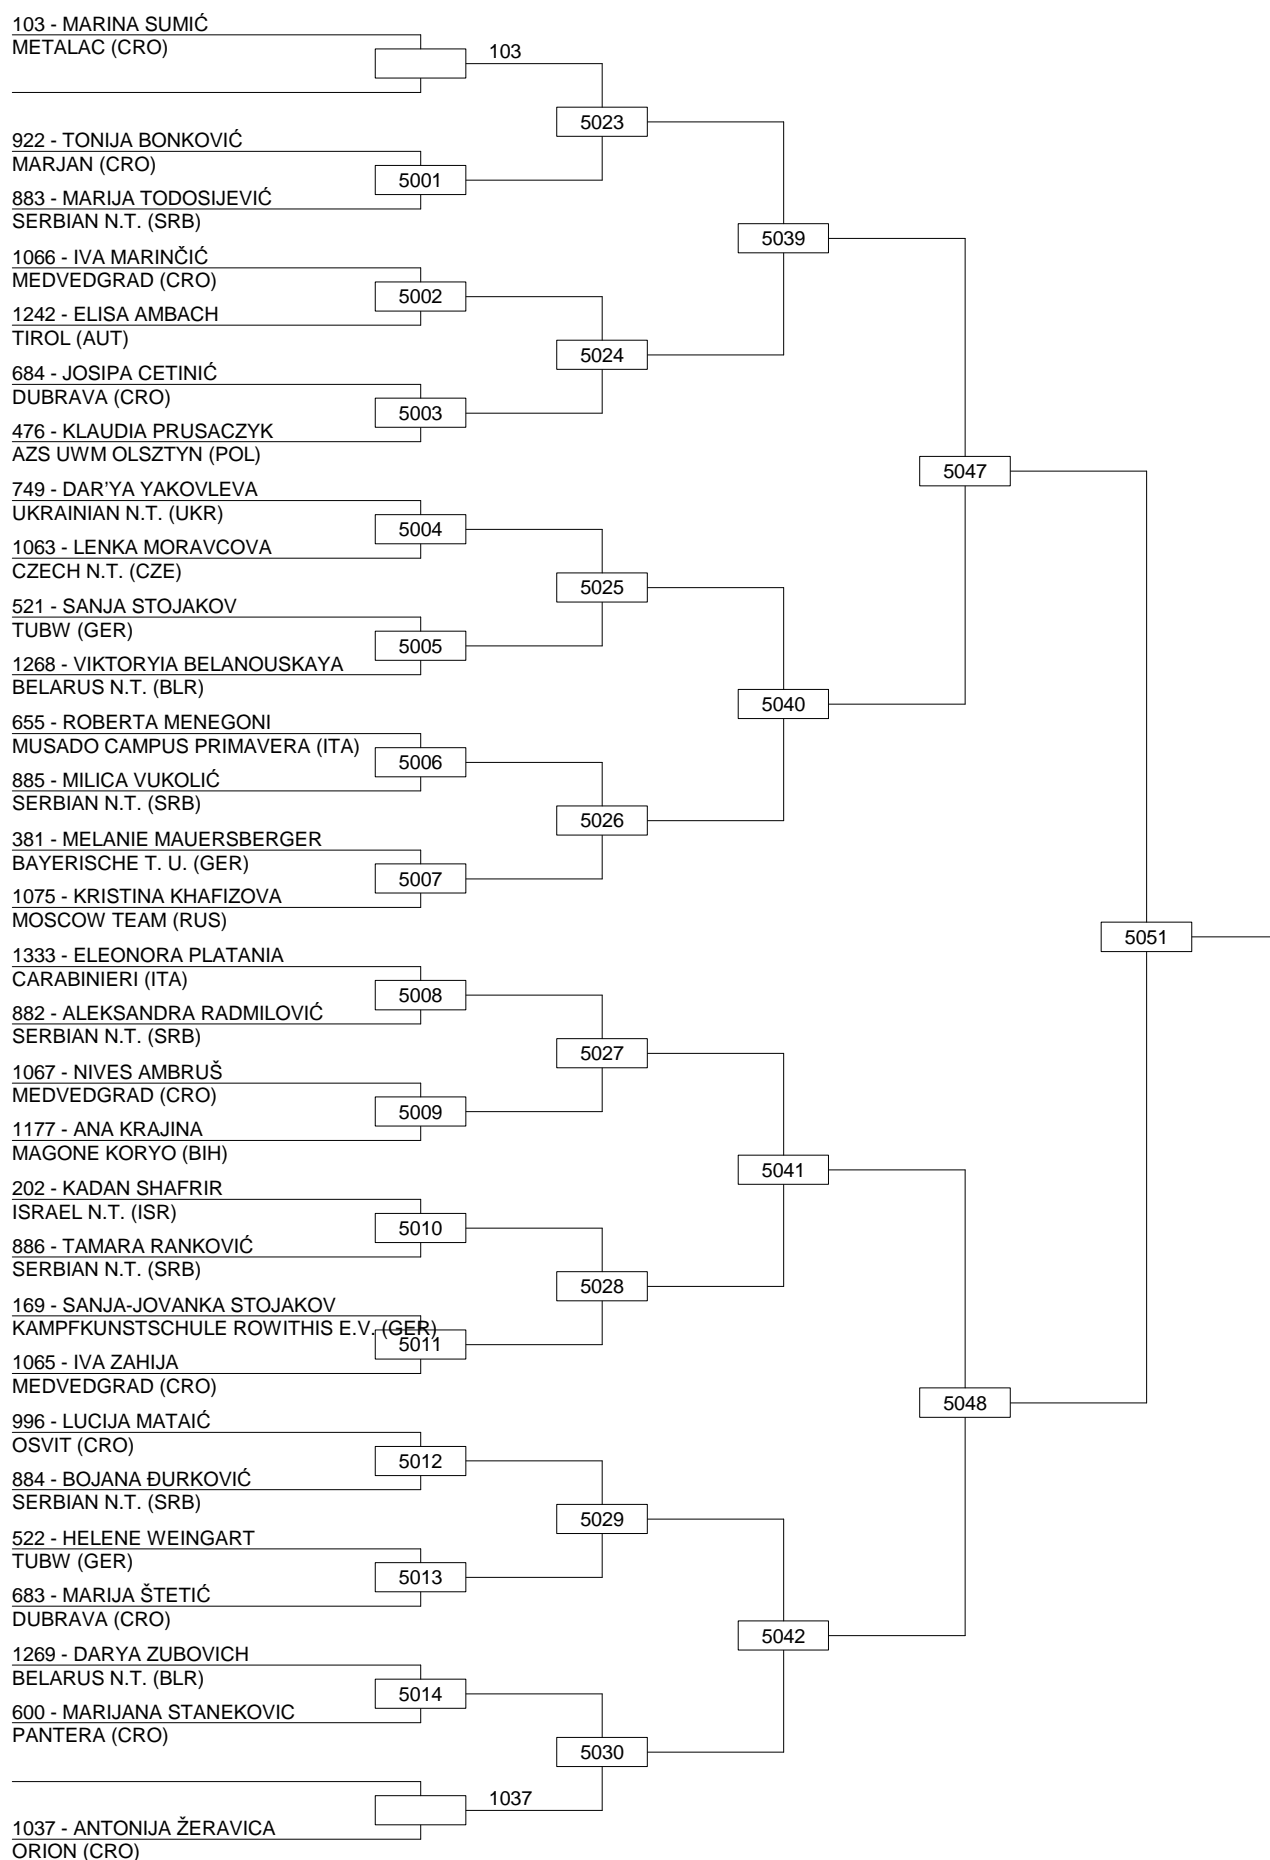 103 - MARINA SUMIĆ
METALAC (CRO)
103
5023
922 - TONIJA BONKOVIĆ
MARJAN (CRO)
5001
883 - MARIJA TODOSIJEVIĆ
SERBIAN N.T. (SRB)
5039
1066 - IVA MARINČIĆ
MEDVEDGRAD (CRO)
5002
1242 - ELISA AMBACH
TIROL (AUT)
5024
684 - JOSIPA CETINIĆ
DUBRAVA (CRO)
5003
476 - KLAUDIA PRUSACZYK
AZS UWM OLSZTYN (POL)
5047
749 - DAR'YA YAKOVLEVA
UKRAINIAN N.T. (UKR)
5004
1063 - LENKA MORAVCOVA
CZECH N.T. (CZE)
5025
521 - SANJA STOJAKOV
TUBW (GER)
5005
1268 - VIKTORYIA BELANOUSKAYA
BELARUS N.T. (BLR)
5040
655 - ROBERTA MENEGONI
MUSADO CAMPUS PRIMAVERA (ITA)
5006
885 - MILICA VUKOLIĆ
SERBIAN N.T. (SRB)
5026
381 - MELANIE MAUERSBERGER
BAYERISCHE T. U. (GER)
5007
1075 - KRISTINA KHAFIZOVA
MOSCOW TEAM (RUS)
5051
1333 - ELEONORA PLATANIA
CARABINIERI (ITA)
5008
882 - ALEKSANDRA RADMILOVIĆ
SERBIAN N.T. (SRB)
5027
1067 - NIVES AMBRUŠ
MEDVEDGRAD (CRO)
5009
1177 - ANA KRAJINA
MAGONE KORYO (BIH)
5041
202 - KADAN SHAFRIR
ISRAEL N.T. (ISR)
5010
886 - TAMARA RANKOVIĆ
SERBIAN N.T. (SRB)
5028
169 - SANJA-JOVANKA STOJAKOV
KAMPFKUNSTSCHULE ROWITHIS E.V. (GER)
5011
1065 - IVA ZAHIJA
MEDVEDGRAD (CRO)
5048
996 - LUCIJA MATAIĆ
OSVIT (CRO)
5012
884 - BOJANA ĐURKOVIĆ
SERBIAN N.T. (SRB)
5029
522 - HELENE WEINGART
TUBW (GER)
5013
683 - MARIJA ŠTETIĆ
DUBRAVA (CRO)
5042
1269 - DARYA ZUBOVICH
BELARUS N.T. (BLR)
5014
600 - MARIJANA STANEKOVIC
PANTERA (CRO)
5030
1037
1037 - ANTONIJA ŽERAVICA
ORION (CRO)